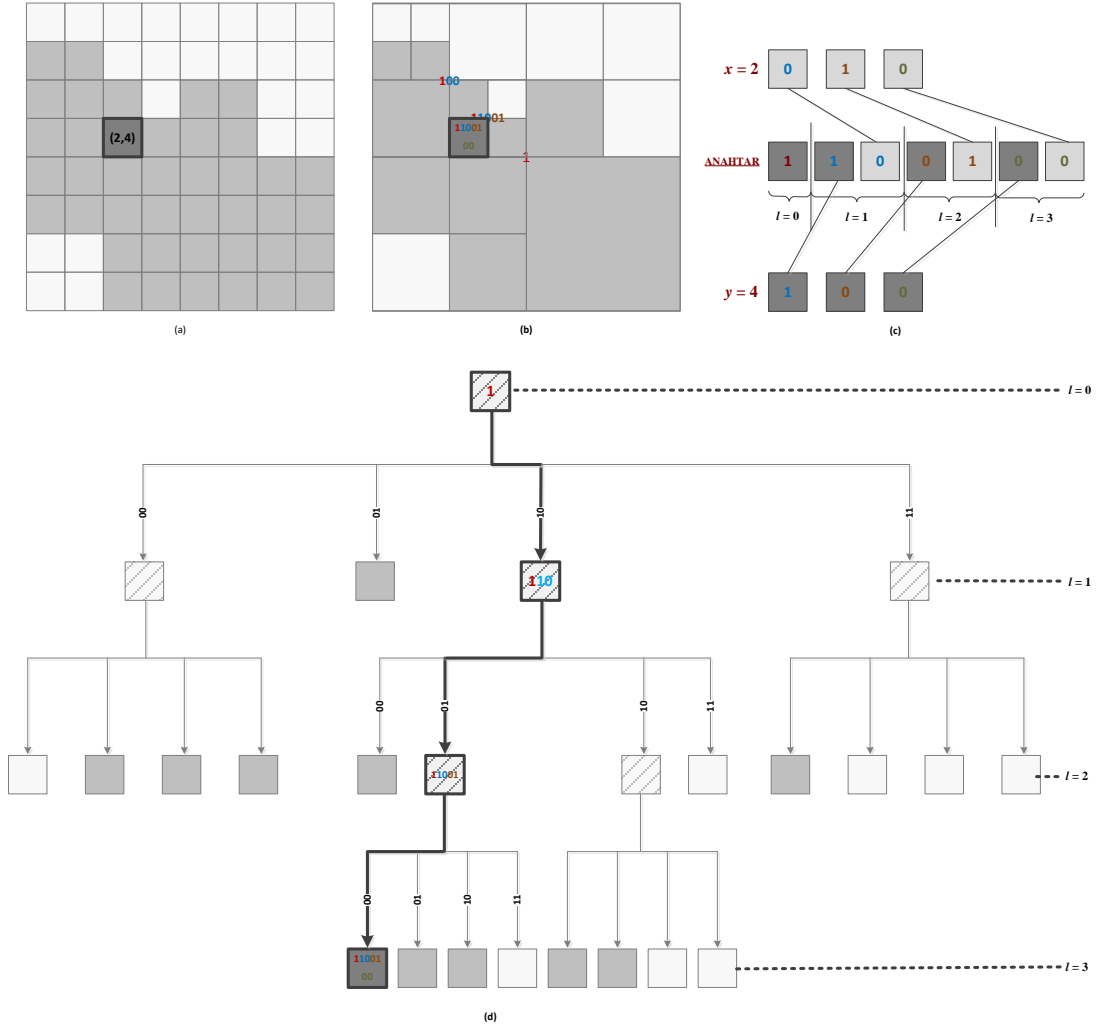 (2,4)
(a)
100
11001
11001
00
1
(b)
x = 2
0 1 0
ANAHTAR
1 1 0 0 1 0 0
l = 0 l = 1 l = 2 l = 3
y = 4
1 0 0
(c)
1
l = 0
00 01 10 11
110
l = 1
00 01 10 11
11001
l = 2
00 01 10 11
11001
00
l = 3
(d)